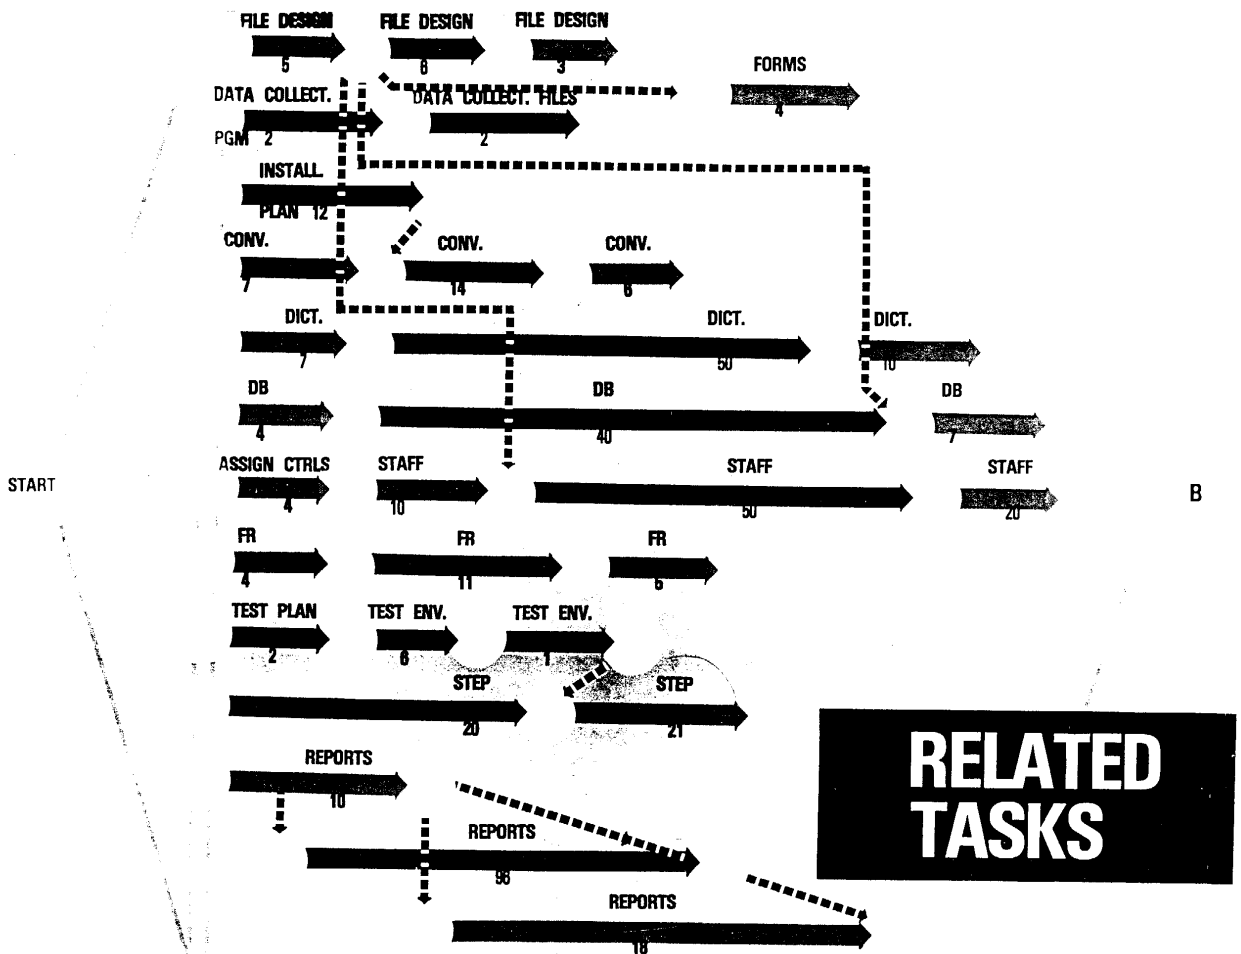 FILE DESIGN FILE DESIGN FILE DESIGN
5 6 3
FORMS
4
DATA COLLECT. DATA COLLECT. FILES
PGM 2 2
INSTALL.
PLAN 12
CONV. CONV. CONV.
7 14 6
DICT. DICT. DICT.
7 50 10
DB DB DB
4 40 7
ASSIGN CTRLS STAFF STAFF STAFF
START B
4 10 50 20
FR FR FR
4 11 5
TEST PLAN TEST ENV. TEST ENV.
2 6 1
STEP STEP
20 21
REPORTS
10
RELATED
TASKS
REPORTS
96
REPORTS
18